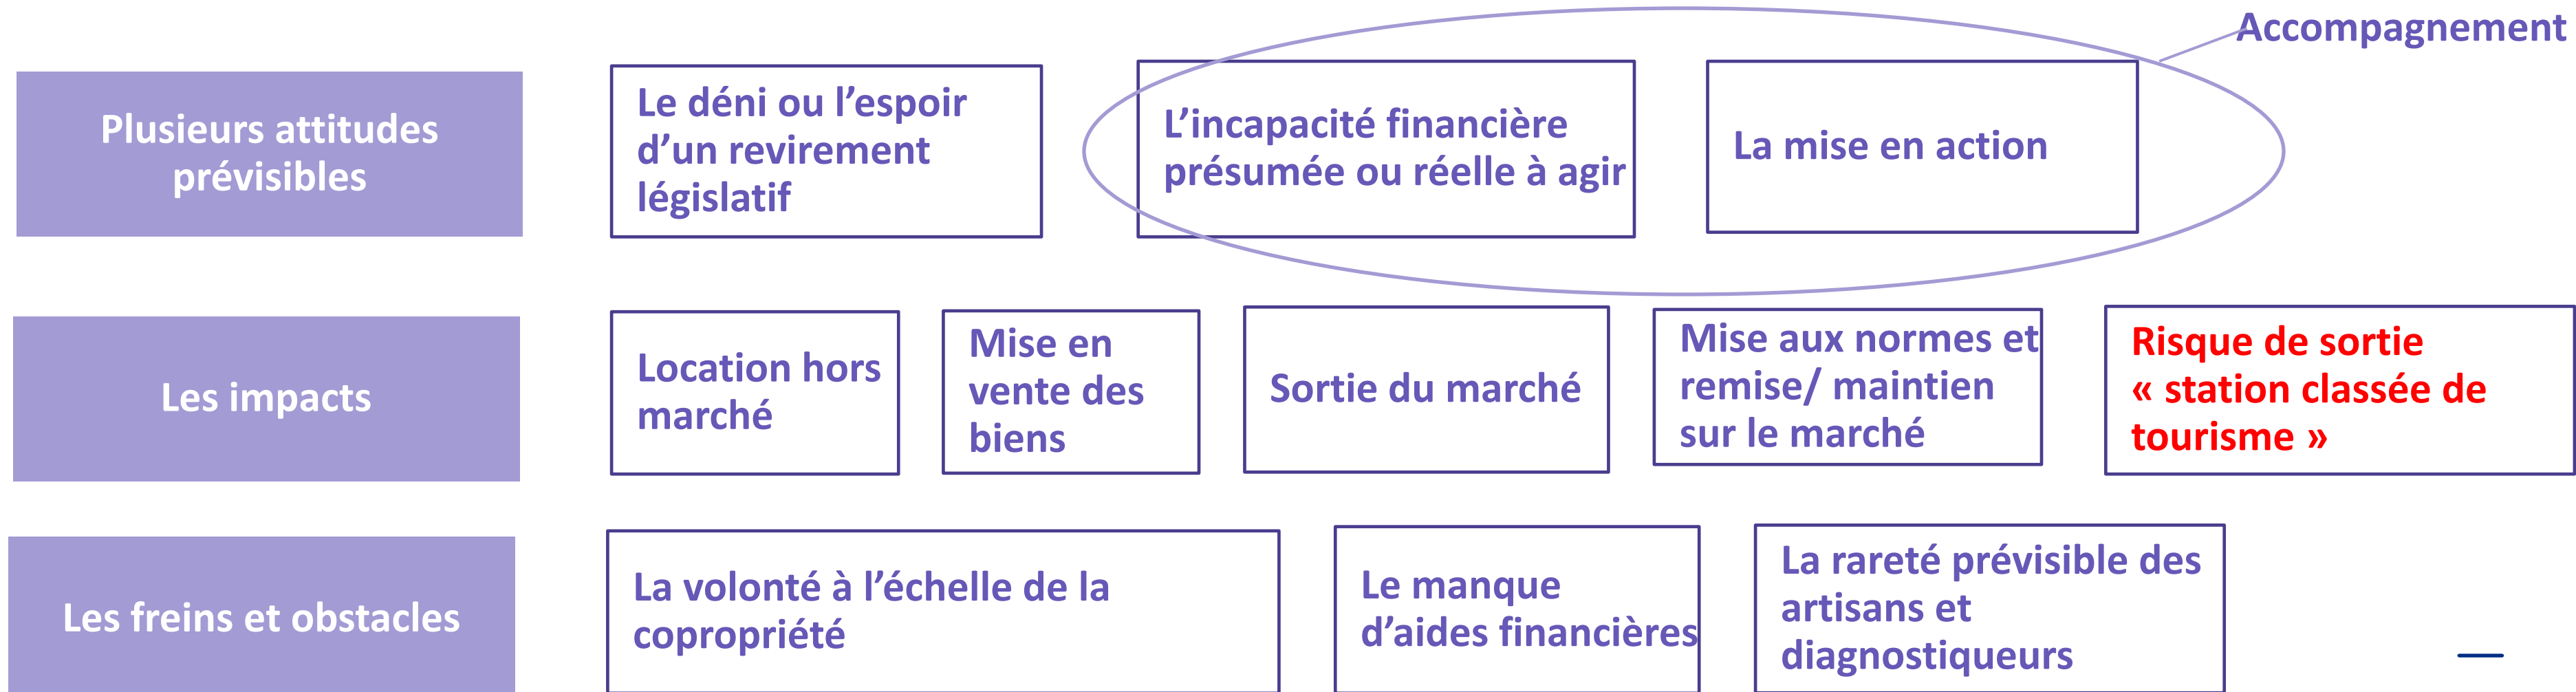 Accompagnement
Plusieurs attitudes
prévisibles
Le déni ou l’espoir
d’un revirement
législatif
L’incapacité financière
présumée ou réelle à agir
La mise en action
Les impacts
Location hors
marché
Mise en
vente des
biens
Sortie du marché
Mise aux normes et
remise/ maintien
sur le marché
Risque de sortie
« station classée de
tourisme »
Les freins et obstacles
La volonté à l’échelle de la
copropriété
Le manque
d’aides financières
La rareté prévisible des
artisans et
diagnostiqueurs